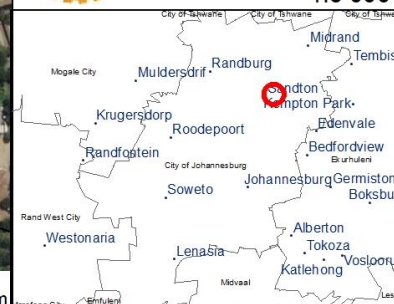 City of Tshwane
City of Tshwane
Midrand
Mogale City
Muldersdrif
Randburg
Sandton
Kempton Park
Krugersdorp
Roodepoort
Edenvale
Randfontein
Bedfordview
City of Johannesburg
Ekurhuleni
Soweto
Johannesburg
Germiston
Boksbu
Rand West City
Alberton
Westonaria
Lenasia
Tokoza
Vosloor
Katlehong
Midvaal
Emfuleni
Les